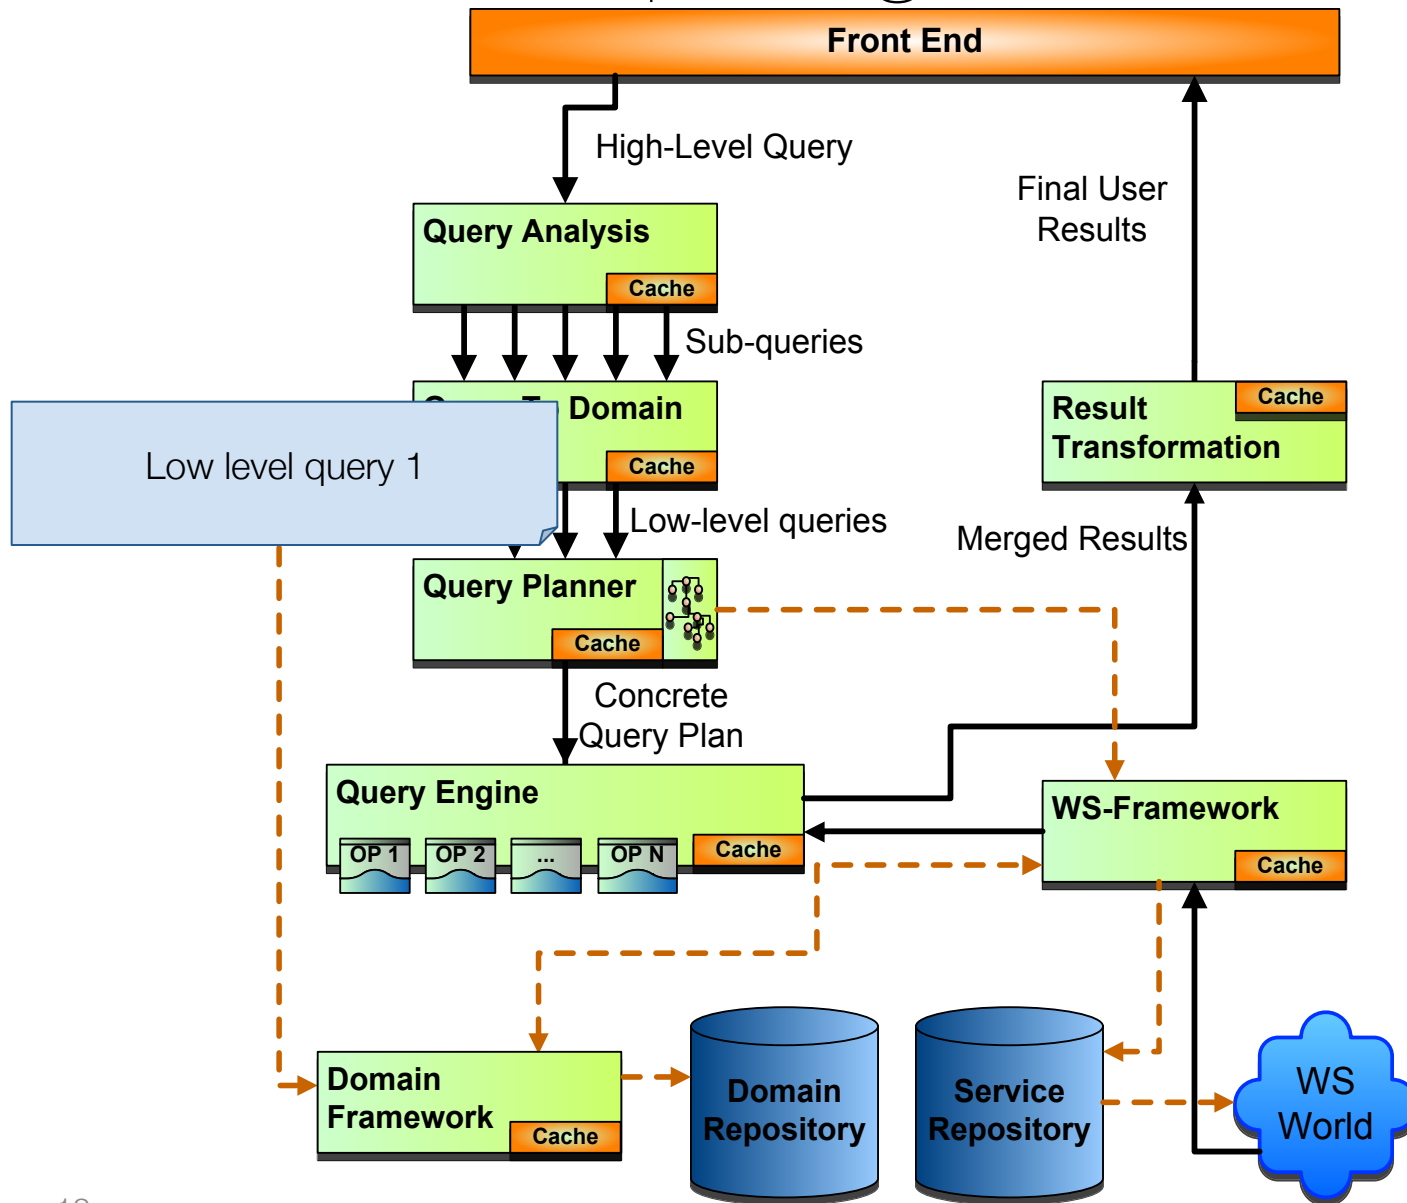 Front End
High-Level Query
Final User
Results
Query Analysis
Cache
Sub-queries
Domain
Cache
Result
Transformation
Cache
Low level query 1
Low-level queries
Merged Results
Query Planner
Cache
Concrete
Query Plan
Query Engine
OP 1
OP 2
...
OP N
Cache
WS-Framework
Cache
Domain
Framework
Cache
Domain
Repository
Service
Repository
WS
World